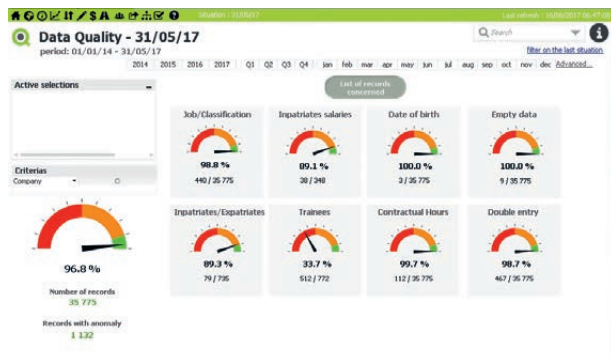 Situation : 31/05/17
Last refresh : 16/06/2017 06:47:08
Data Quality - 31/05/17
Search
period: 01/01/14 - 31/05/17
filter on the last situation
2014 2015 2016 2017 Q1 Q2 Q3 Q4 jan feb mar apr may jun jul aug sep oct nov dec Advanced...
Active selections
List of records concerned
Criterias
Company
96.8 %
Number of records
35 775
Records with anomaly
1 132
Job/Classification
98.8 %
440 / 35 775
Inpatriates salaries
89.1 %
38 / 348
Date of birth
100.0 %
3 / 35 775
Empty data
100.0 %
9 / 35 775
Inpatriates/Expatriates
89.3 %
79 / 735
Trainees
33.7 %
512 / 772
Contractual Hours
99.7 %
112 / 35 775
Double entry
98.7 %
467 / 35 775